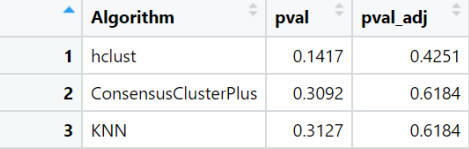 Algorithm pval pval_adj
1 hclust 0.1417 0.4251
2 ConsensusClusterPlus 0.3092 0.6184
3 KNN 0.3127 0.6184